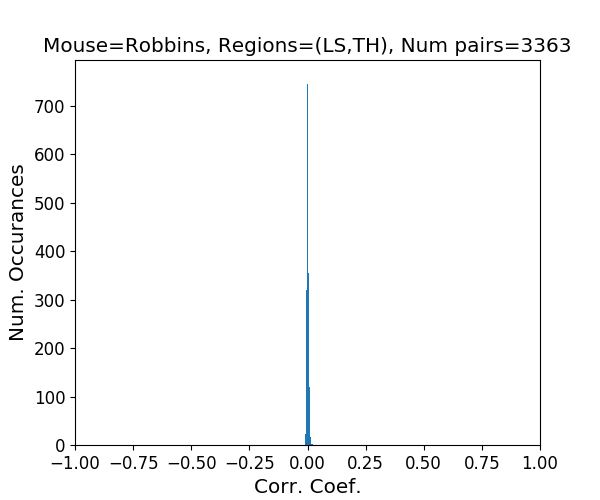 Mouse=Robbins, Regions=(LS,TH), Num pairs=3363
Num. Occurances
700
600
500
400
300
200
100
0
−1.00 −0.75 −0.50 −0.25 0.00 0.25 0.50 0.75 1.00
Corr. Coef.